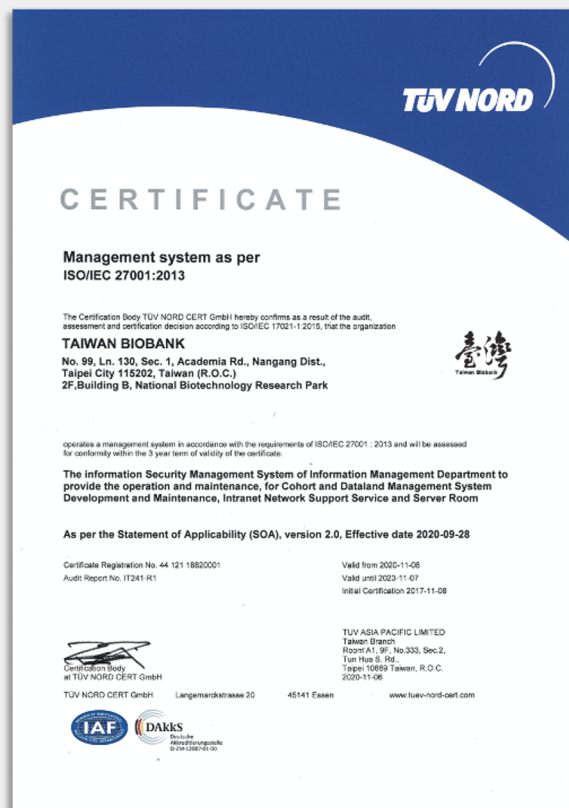 TÜV NORD
CERTIFICATE
Management system as per
ISO/IEC 27001:2013
The Certification Body TÜV NORD CERT GmbH hereby confirms as a result of the audit,
assessment and certification decision according to ISO/IEC 17021-1:2015, that the organization
TAIWAN BIOBANK
No. 99, Ln. 130, Sec. 1, Academia Rd., Nangang Dist.,
Taipei City 115202, Taiwan (R.O.C.)
2F,Building B, National Biotechnology Research Park
臺灣
Taiwan Biobank
operates a management system in accordance with the requirements of ISO/IEC 27001 : 2013 and will be assessed
for conformity within the 3 year term of validity of the certificate.
The information Security Management System of Information Management Department to
provide the operation and maintenance, for Cohort and Dataland Management System
Development and Maintenance, Intranet Network Support Service and Server Room
As per the Statement of Applicability (SOA), version 2.0, Effective date 2020-09-28
Certificate Registration No. 44 121 18820001
Audit Report No. IT241-R1
Valid from 2020-11-08
Valid until 2023-11-07
Initial Certification 2017-11-08
Certification Body
at TÜV NORD CERT GmbH
TUV ASIA PACIFIC LIMITED
Taiwan Branch
Room A1, 9F, No.333, Sec.2,
Tun Hua S. Rd.,
Taipei 10669 Taiwan, R.O.C.
2020-11-06
TÜV NORD CERT GmbH Langemarckstrasse 20 45141 Essen www.tuev-nord-cert.com
IAF
DAkkS
Deutsche
Akkreditierungsstelle
D-ZM-12007-01-00